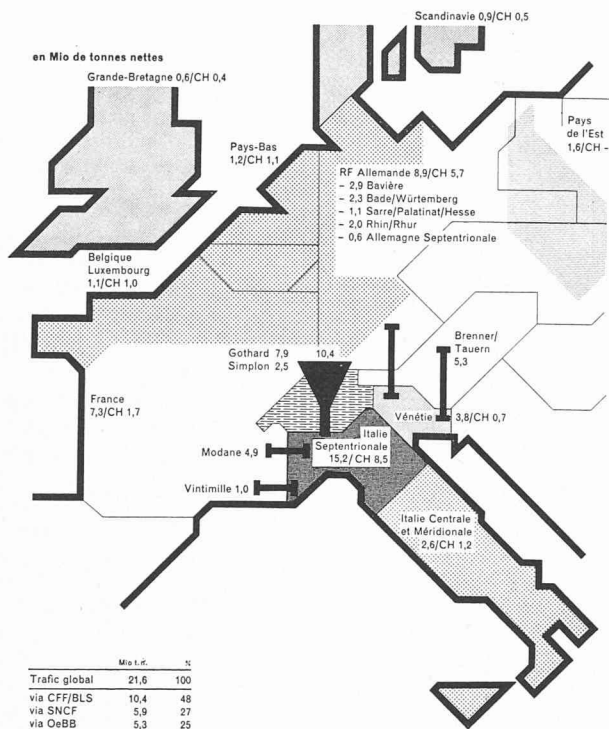 Scandinavie 0,9/CH 0,5
en Mio de tonnes nettes
Grande-Bretagne 0,6/CH 0,4
Pays-Bas
1,2/CH 1,1
Pays
de l'Est
1,6/CH -
RF Allemande 8,9/CH 5,7
- 2,9 Bavière
- 2,3 Bade/Würtemberg
- 1,1 Sarre/Palatinat/Hesse
- 2,0 Rhin/Rhur
- 0,6 Allemagne Septentrionale
Belgique
Luxembourg
1,1/CH 1,0
Gothard 7,9 10,4
Simplon 2,5
Brenner/
Tauern
5,3
France
7,3/CH 1,7
Vénétie 3,8/CH 0,7
Italie
Septentrionale
15,2/CH 8,5
Modane 4,9
Vintimille 1,0
Italie Centrale
et Méridionale
2,6/CH 1,2
Mio t. n. %
Trafic global 21,6 100
via CFF/BLS 10,4 48
via SNCF 5,9 27
via OeBB 5,3 25